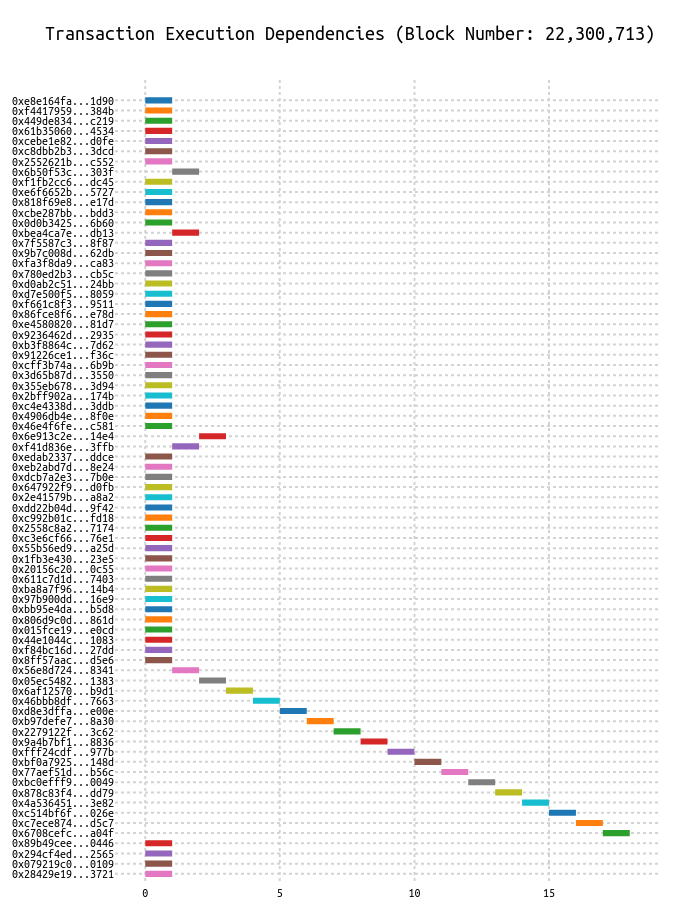 Transaction Execution Dependencies (Block Number: 22,300,713)
0xe8e164fa...1d90
0xf4417959...384b
0x449de834...c219
0x61b35060...4534
0xcebe1e82...d0fe
0xc8dbb2b3...3dcd
0x2552621b...c552
0x6b50f53c...303f
0xf1fb2cc6...dc45
0xe6f6652b...5727
0x818f69e8...e17d
0xcbe287bb...bdd3
0x0d0b3425...6b60
0xbea4ca7e...db13
0x7f5587c3...8f87
0x9b7c008d...62db
0xfa3f8da9...ca83
0x780ed2b3...cb5c
0xd0ab2c51...24bb
0xd7e500f5...8059
0xf661c8f3...9511
0x86fce8f6...e78d
0xe4580820...81d7
0x9236462d...2935
0xb3f8864c...7d62
0x91226ce1...f36c
0xcff3b74a...6b9b
0x3d65b87d...3550
0x355eb678...3d94
0x2bff902a...174b
0xc4e4338d...3ddb
0x4906db4e...8f0e
0x46e4f6fe...c581
0x6e913c2e...14e4
0xf41d836e...3ffb
0xedab2337...ddce
0xeb2abd7d...8e24
0xdcb7a2e3...7b0e
0x647922f9...d0fb
0x2e41579b...a8a2
0xdd22b04d...9f42
0xc992b01c...fd18
0x2558c8a2...7174
0xc3e6cf66...76e1
0x55b56ed9...a25d
0x1fb3e430...23e5
0x20156c20...0c55
0x611c7d1d...7403
0xba8a7f96...14b4
0x97b900dd...16e9
0xbb95e4da...b5d8
0x806d9c0d...861d
0x015fce19...e0cd
0x44e1044c...1083
0xf84bc16d...27dd
0x8ff57aac...d5e6
0x56e8d724...8341
0x05ec5482...1383
0x6af12570...b9d1
0x46bbb8df...7663
0xd8e3dffa...e00e
0xb97defe7...8a30
0x2279122f...3c62
0x9a4b7bf1...8836
0xfff24cdf...977b
0xbf0a7925...148d
0x77aef51d...b56c
0xbc0efff9...0049
0x878c83f4...dd79
0x4a536451...3e82
0xc514bf6f...026e
0xc7ece874...d5c7
0x6708cefc...a04f
0x89b49cee...0446
0x294cf4ed...2565
0x079219c0...0109
0x28429e19...3721
0 5 10 15